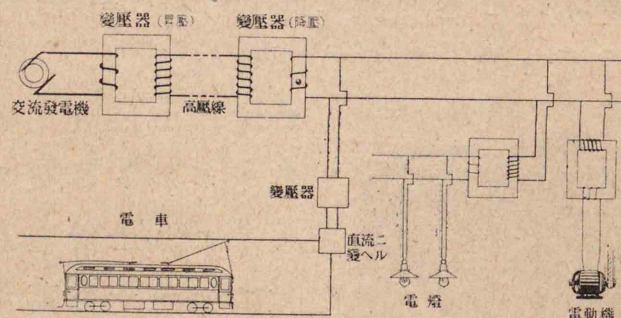 變壓器(昇壓)
變壓器(降壓)
交流發電機
高壓線
變壓器
電車
直流ニ
變ヘル
電燈
電動機